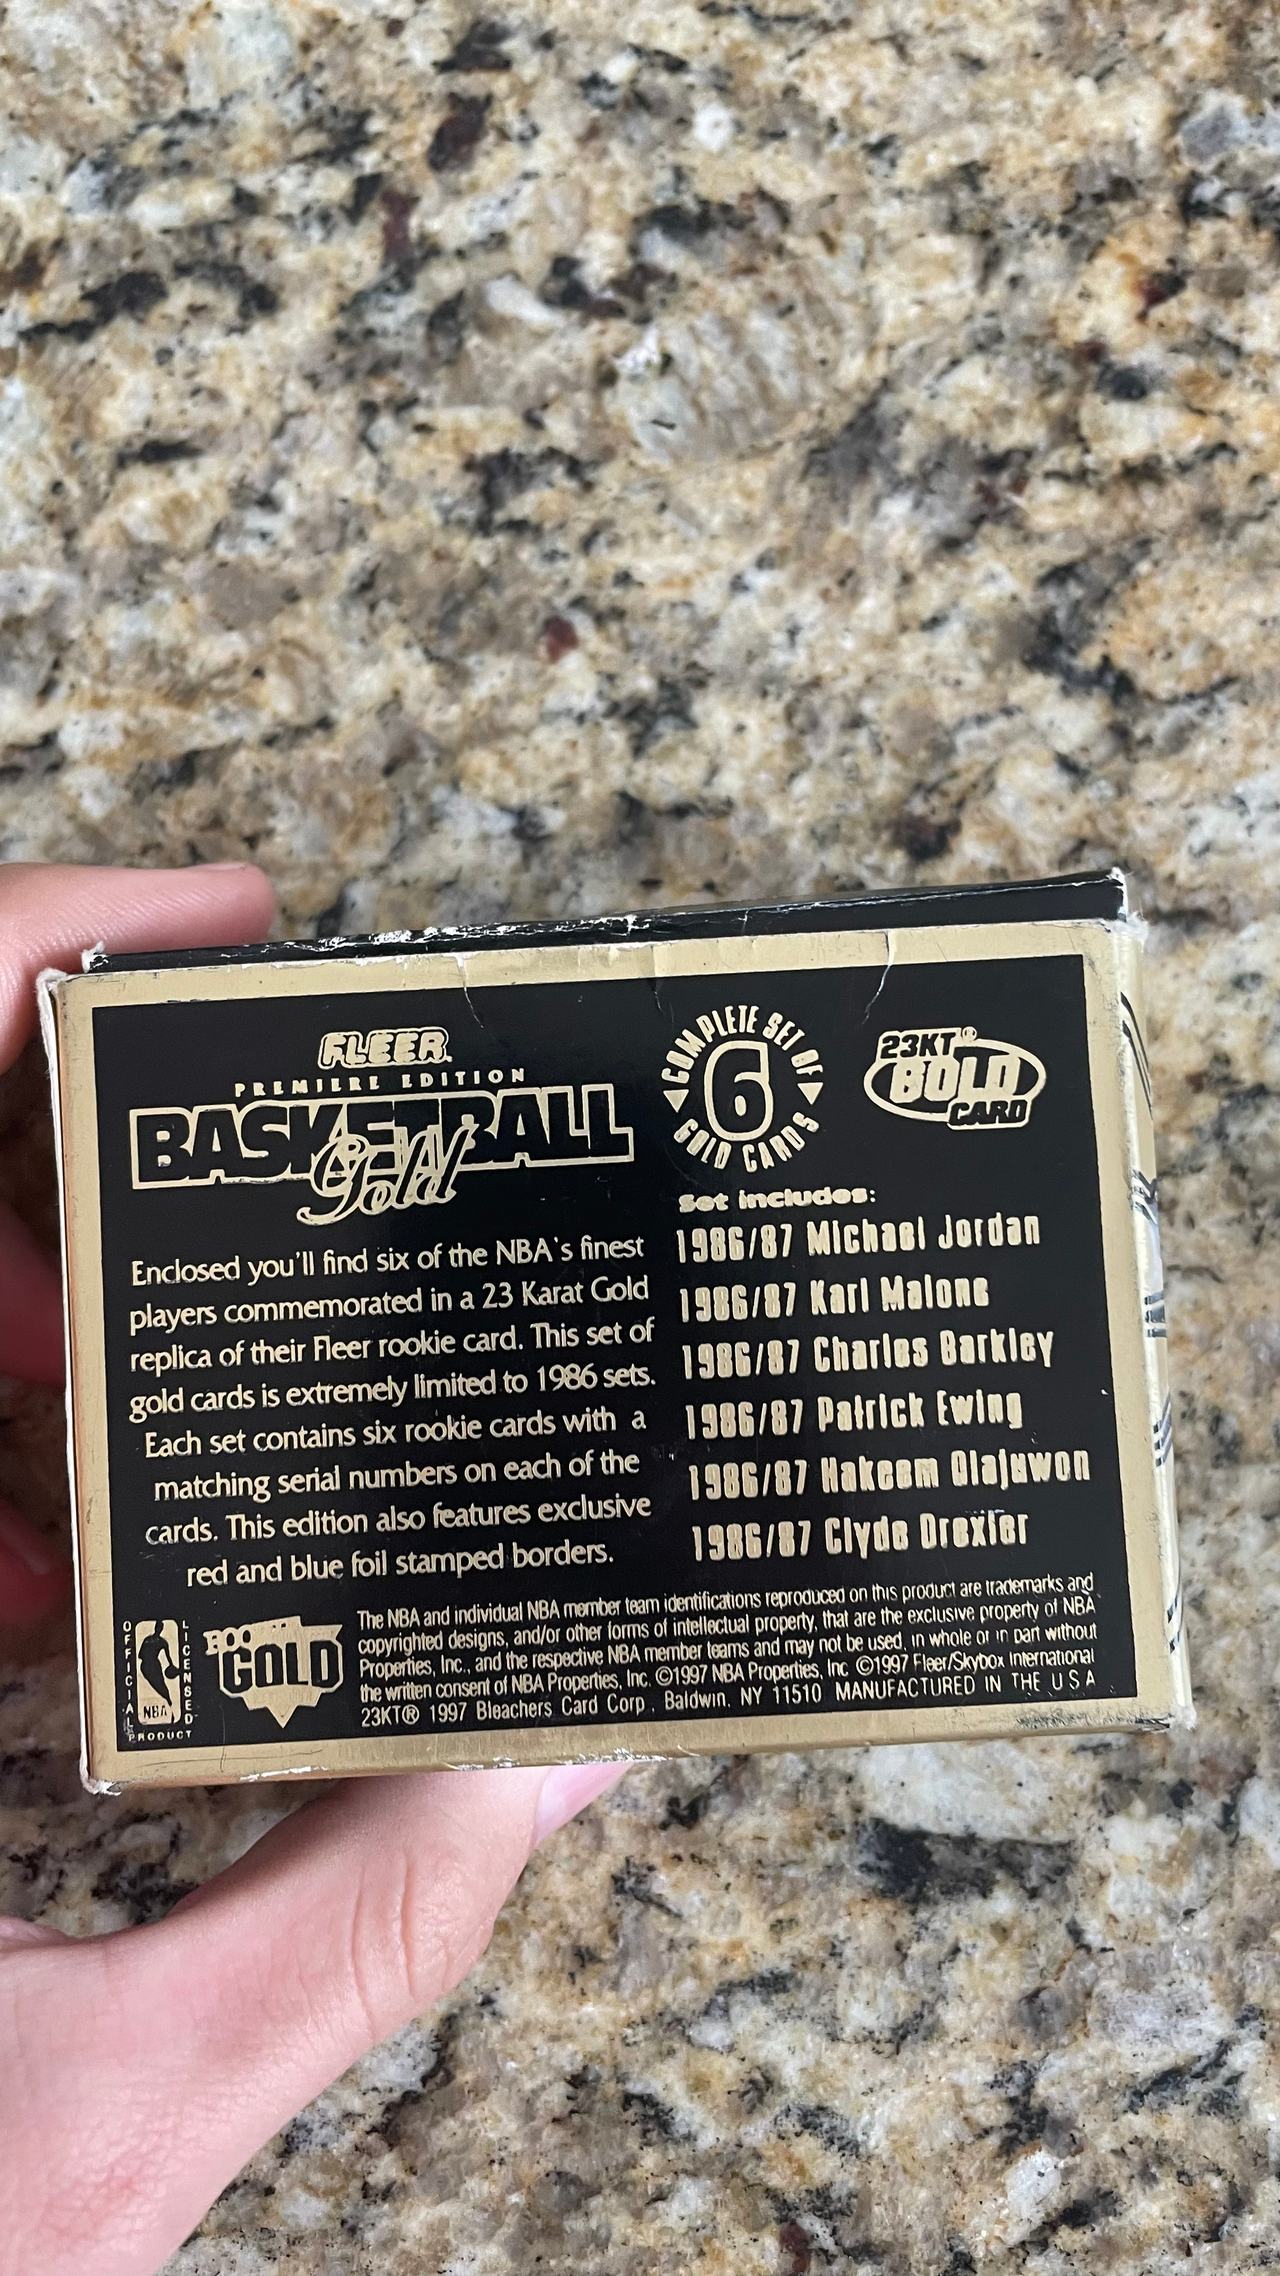 FLEER
PREMIERE EDITION
BASKETBALL
Gold
Enclosed you'll find six of the NBA's finest
players commemorated in a 23 Karat Gold
replica of their Fleer rookie card. This set of
gold cards is extremely limited to 1986 sets.
Each set contains six rookie cards with a
matching serial numbers on each of the
cards. This edition also features exclusive
red and blue foil stamped borders.
COMPLETE SET OF
6
GOLD CARDS
23KT®
GOLD
CARD
Set includes:
1986/87 Michael Jordan
1986/87 Karl Malone
1986/87 Charles Barkley
1986/87 Patrick Ewing
1986/87 Hakeem Olajuwon
1986/87 Clyde Drexler
OFFICIAL
LICENSED
NBA
PRODUCT
GOLD
The NBA and individual NBA member team identifications reproduced on this product are trademarks and
copyrighted designs, and/or other forms of intellectual property, that are the exclusive property of NBA
Properties, Inc., and the respective NBA member teams and may not be used, in whole or in part without
the written consent of NBA Properties, Inc. ©1997 NBA Properties, Inc ©1997 Fleer/Skybox International
23KT® 1997 Bleachers Card Corp. Baldwin, NY 11510 MANUFACTURED IN THE U S A